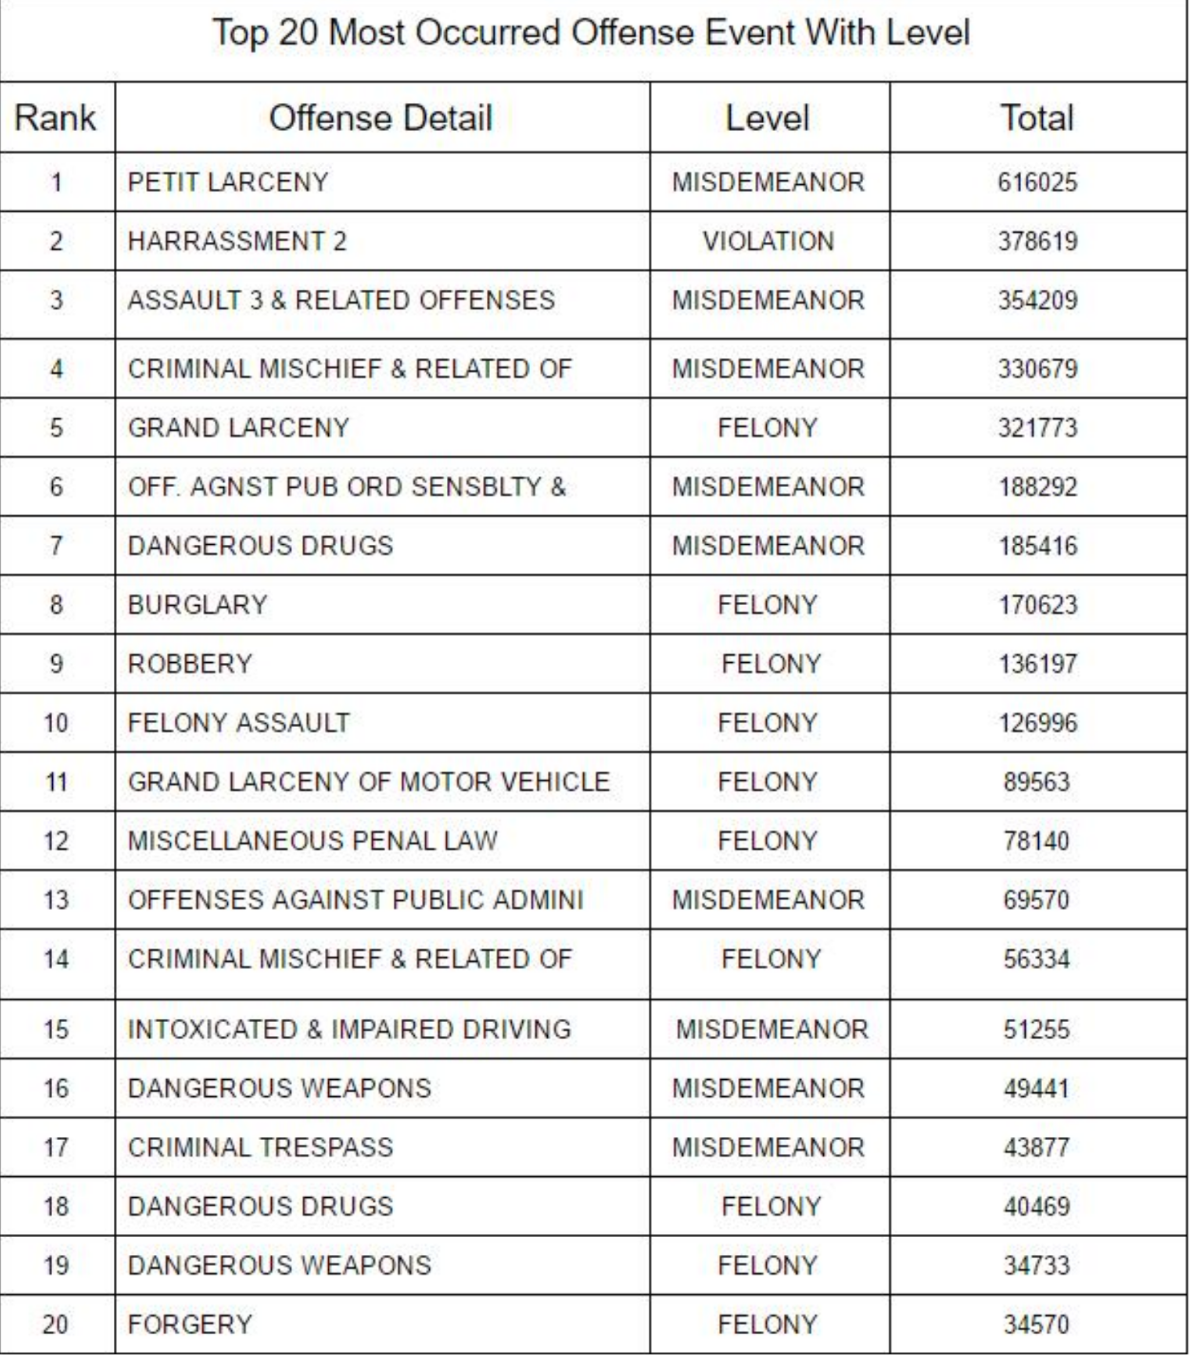 Top 20 Most Occurred Offense Event With Level
Rank Offense Detail Level Total
1 PETIT LARCENY MISDEMEANOR 616025
2 HARRASSMENT 2 VIOLATION 378619
3 ASSAULT 3 & RELATED OFFENSES MISDEMEANOR 354209
4 CRIMINAL MISCHIEF & RELATED OF MISDEMEANOR 330679
5 GRAND LARCENY FELONY 321773
6 OFF. AGNST PUB ORD SENSBLTY & MISDEMEANOR 188292
7 DANGEROUS DRUGS MISDEMEANOR 185416
8 BURGLARY FELONY 170623
9 ROBBERY FELONY 136197
10 FELONY ASSAULT FELONY 126996
11 GRAND LARCENY OF MOTOR VEHICLE FELONY 89563
12 MISCELLANEOUS PENAL LAW FELONY 78140
13 OFFENSES AGAINST PUBLIC ADMINI MISDEMEANOR 69570
14 CRIMINAL MISCHIEF & RELATED OF FELONY 56334
15 INTOXICATED & IMPAIRED DRIVING MISDEMEANOR 51255
16 DANGEROUS WEAPONS MISDEMEANOR 49441
17 CRIMINAL TRESPASS MISDEMEANOR 43877
18 DANGEROUS DRUGS FELONY 40469
19 DANGEROUS WEAPONS FELONY 34733
20 FORGERY FELONY 34570